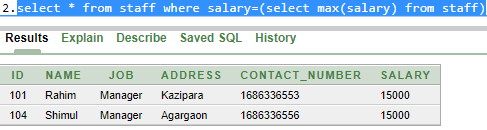 2.select * from staff where salary=(select max(salary) from staff)
Results Explain Describe Saved SQL History
ID NAME JOB ADDRESS CONTACT_NUMBER SALARY
101 Rahim Manager Kazipara 1686336553 15000
104 Shimul Manager Agargaon 1686336556 15000